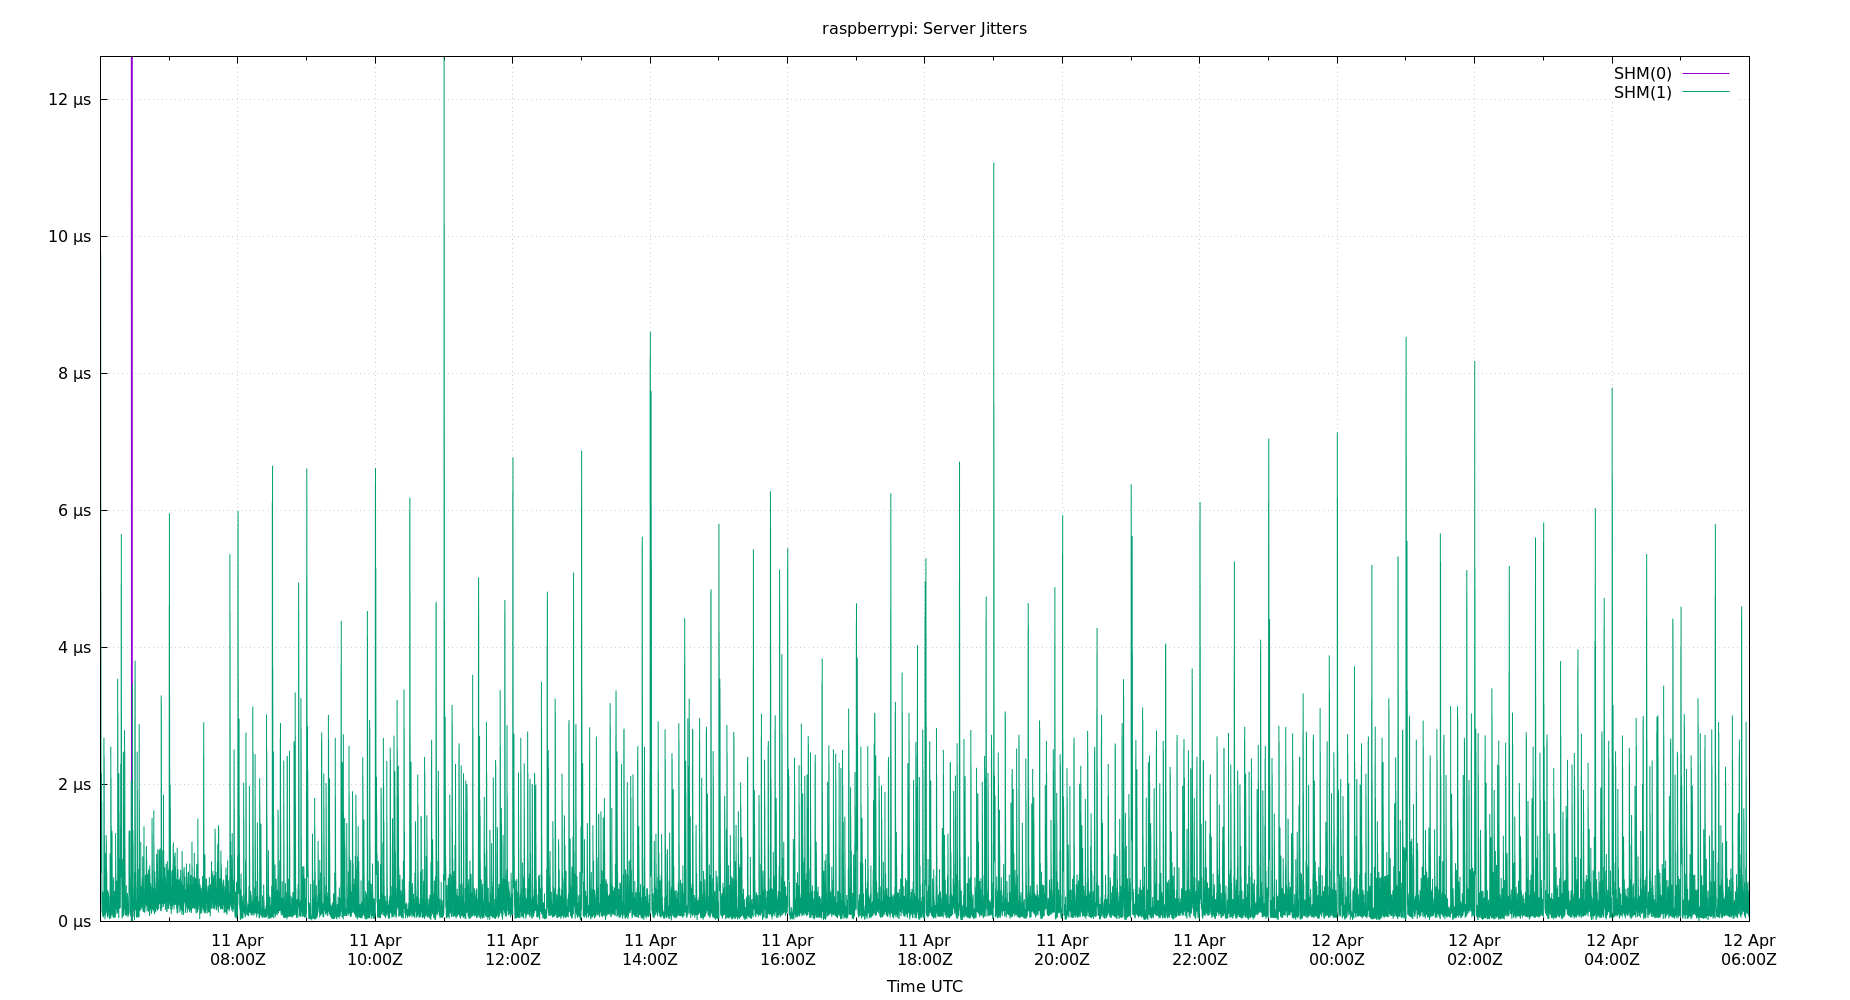 raspberrypi: Server Jitters
SHM(0)
SHM(1)
12 µs
10 µs
8 µs
6 µs
4 µs
2 µs
0 µs
11 Apr 11 Apr 11 Apr 11 Apr 11 Apr 11 Apr 11 Apr 11 Apr 12 Apr 12 Apr 12 Apr 12 Apr
08:00Z 10:00Z 12:00Z 14:00Z 16:00Z 18:00Z 20:00Z 22:00Z 00:00Z 02:00Z 04:00Z 06:00Z
Time UTC